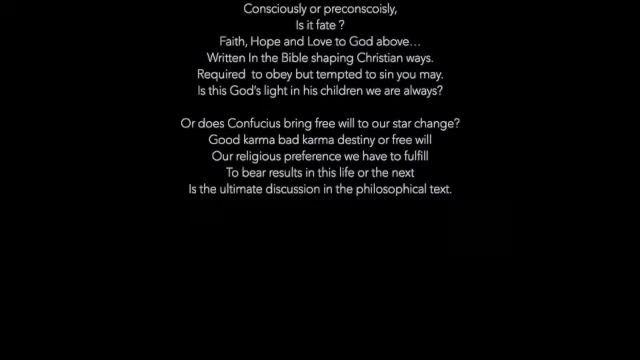 Consciously or preconscoisly,
Is it fate ?
Faith, Hope and Love to God above…
Written In the Bible shaping Christian ways.
Required  to obey but tempted to sin you may.
Is this God's light in his children we are always?
Or does Confucius bring free will to our star change?
Good karma bad karma destiny or free will
Our religious preference we have to fulfill
To bear results in this life or the next
Is the ultimate discussion in the philosophical text.